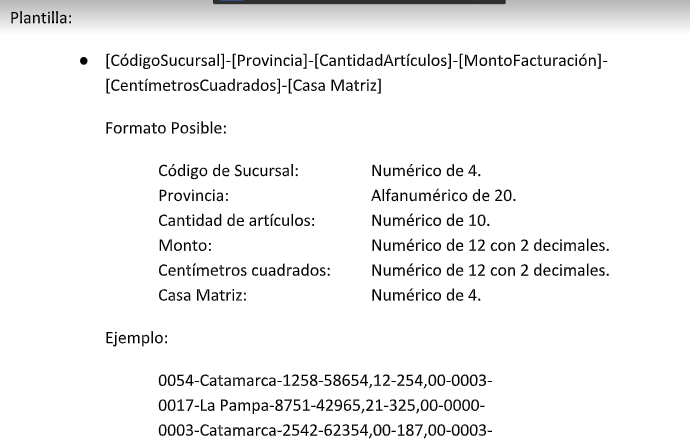 Plantilla:
● [CódigoSucursal]-[Provincia]-[CantidadArtículos]-[MontoFacturación]-
[CentímetrosCuadrados]-[Casa Matriz]
Formato Posible:
Código de Sucursal: Numérico de 4.
Provincia: Alfanumérico de 20.
Cantidad de artículos: Numérico de 10.
Monto: Numérico de 12 con 2 decimales.
Centímetros cuadrados: Numérico de 12 con 2 decimales.
Casa Matriz: Numérico de 4.
Ejemplo:
0054-Catamarca-1258-58654,12-254,00-0003-
0017-La Pampa-8751-42965,21-325,00-0000-
0003-Catamarca-2542-62354,00-187,00-0003-